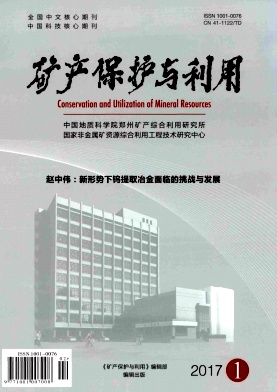 全国中文核心期刊
中国科技核心期刊
ISSN 1001-0076
CN 41-1122/TD
矿产保护与利用
Conservation and Utilization of Mineral Resources
中国地质科学院郑州矿产综合利用研究所
国家非金属矿资源综合利用工程技术研究中心
赵中伟：新形势下钨提取冶金面临的挑战与发展
ISSN 1001-0076
9 771001 007008
《矿产保护与利用》编辑部
编辑出版
2017 1